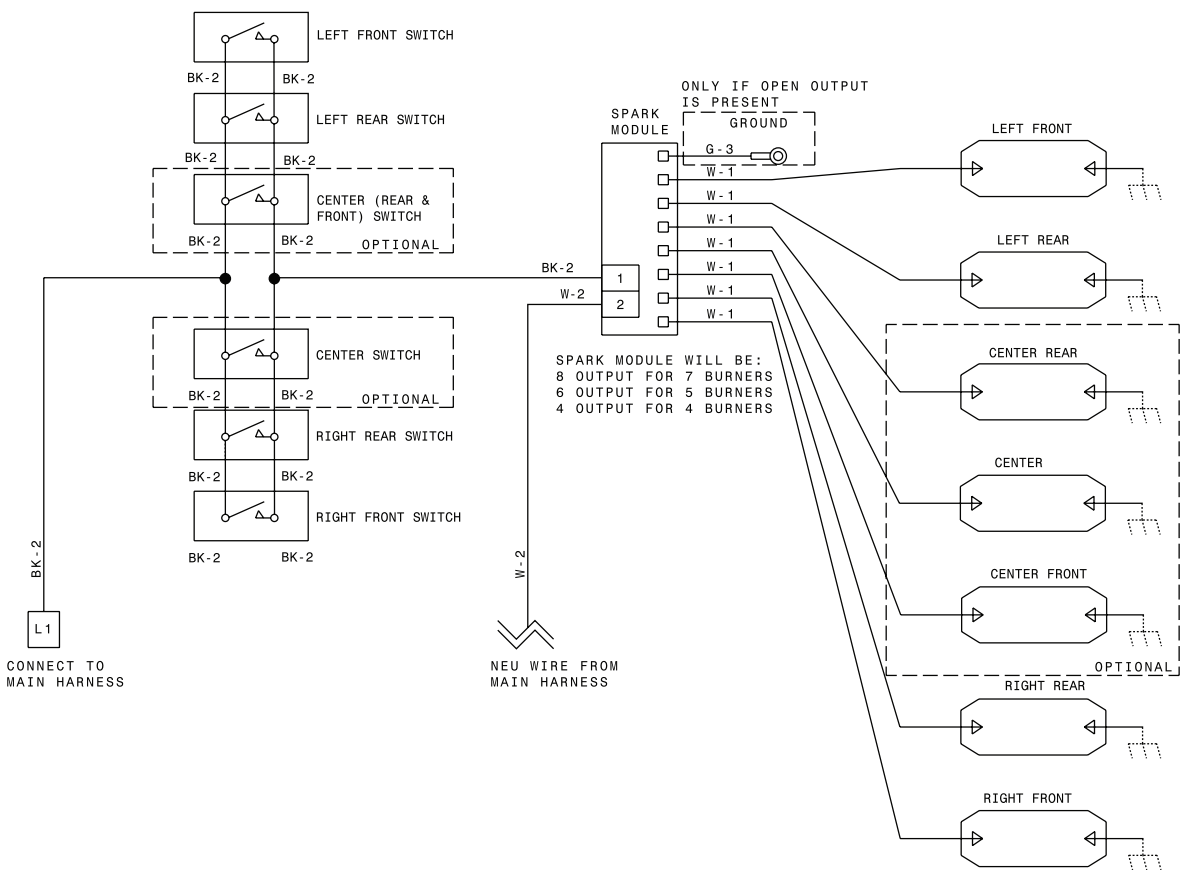 LEFT FRONT SWITCH
BK-2
BK-2
LEFT REAR SWITCH
BK-2
BK-2
CENTER (REAR &
FRONT) SWITCH
BK-2
BK-2
OPTIONAL
CENTER SWITCH
BK-2
BK-2
OPTIONAL
RIGHT REAR SWITCH
BK-2
BK-2
RIGHT FRONT SWITCH
BK-2
BK-2
BK-2
L1
CONNECT TO
MAIN HARNESS
ONLY IF OPEN OUTPUT
IS PRESENT
GROUND
SPARK
MODULE
G-3
W-1
W-1
W-1
W-1
W-1
W-1
W-1
BK-2
1
W-2
2
SPARK MODULE WILL BE:
8 OUTPUT FOR 7 BURNERS
6 OUTPUT FOR 5 BURNERS
4 OUTPUT FOR 4 BURNERS
W-2
NEU WIRE FROM
MAIN HARNESS
LEFT FRONT
LEFT REAR
CENTER REAR
CENTER
CENTER FRONT
OPTIONAL
RIGHT REAR
RIGHT FRONT